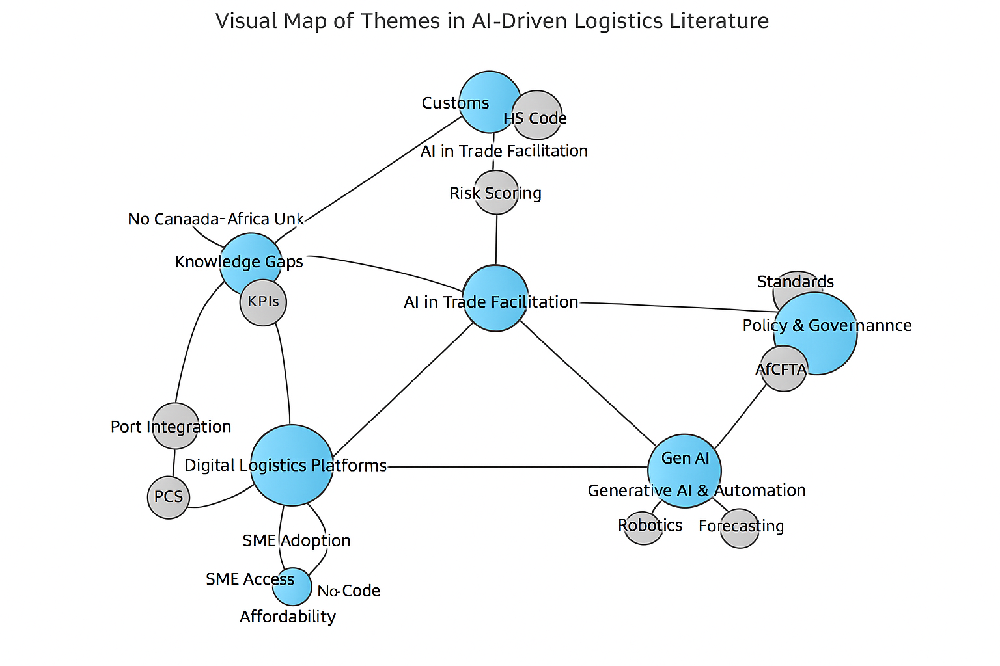 Visual Map of Themes in AI-Driven Logistics Literature
Customs
HS Code
AI in Trade Facilitation
Risk Scoring
No Canaada-Africa Unk
Knowledge Gaps
KPIs
AI in Trade Facilitation
Standards
Policy & Governannce
AfCFTA
Port Integration
Digital Logistics Platforms
PCS
Gen AI
Generative AI & Automation
Robotics
Forecasting
SME Adoption
SME Access
No-Code
Affordability